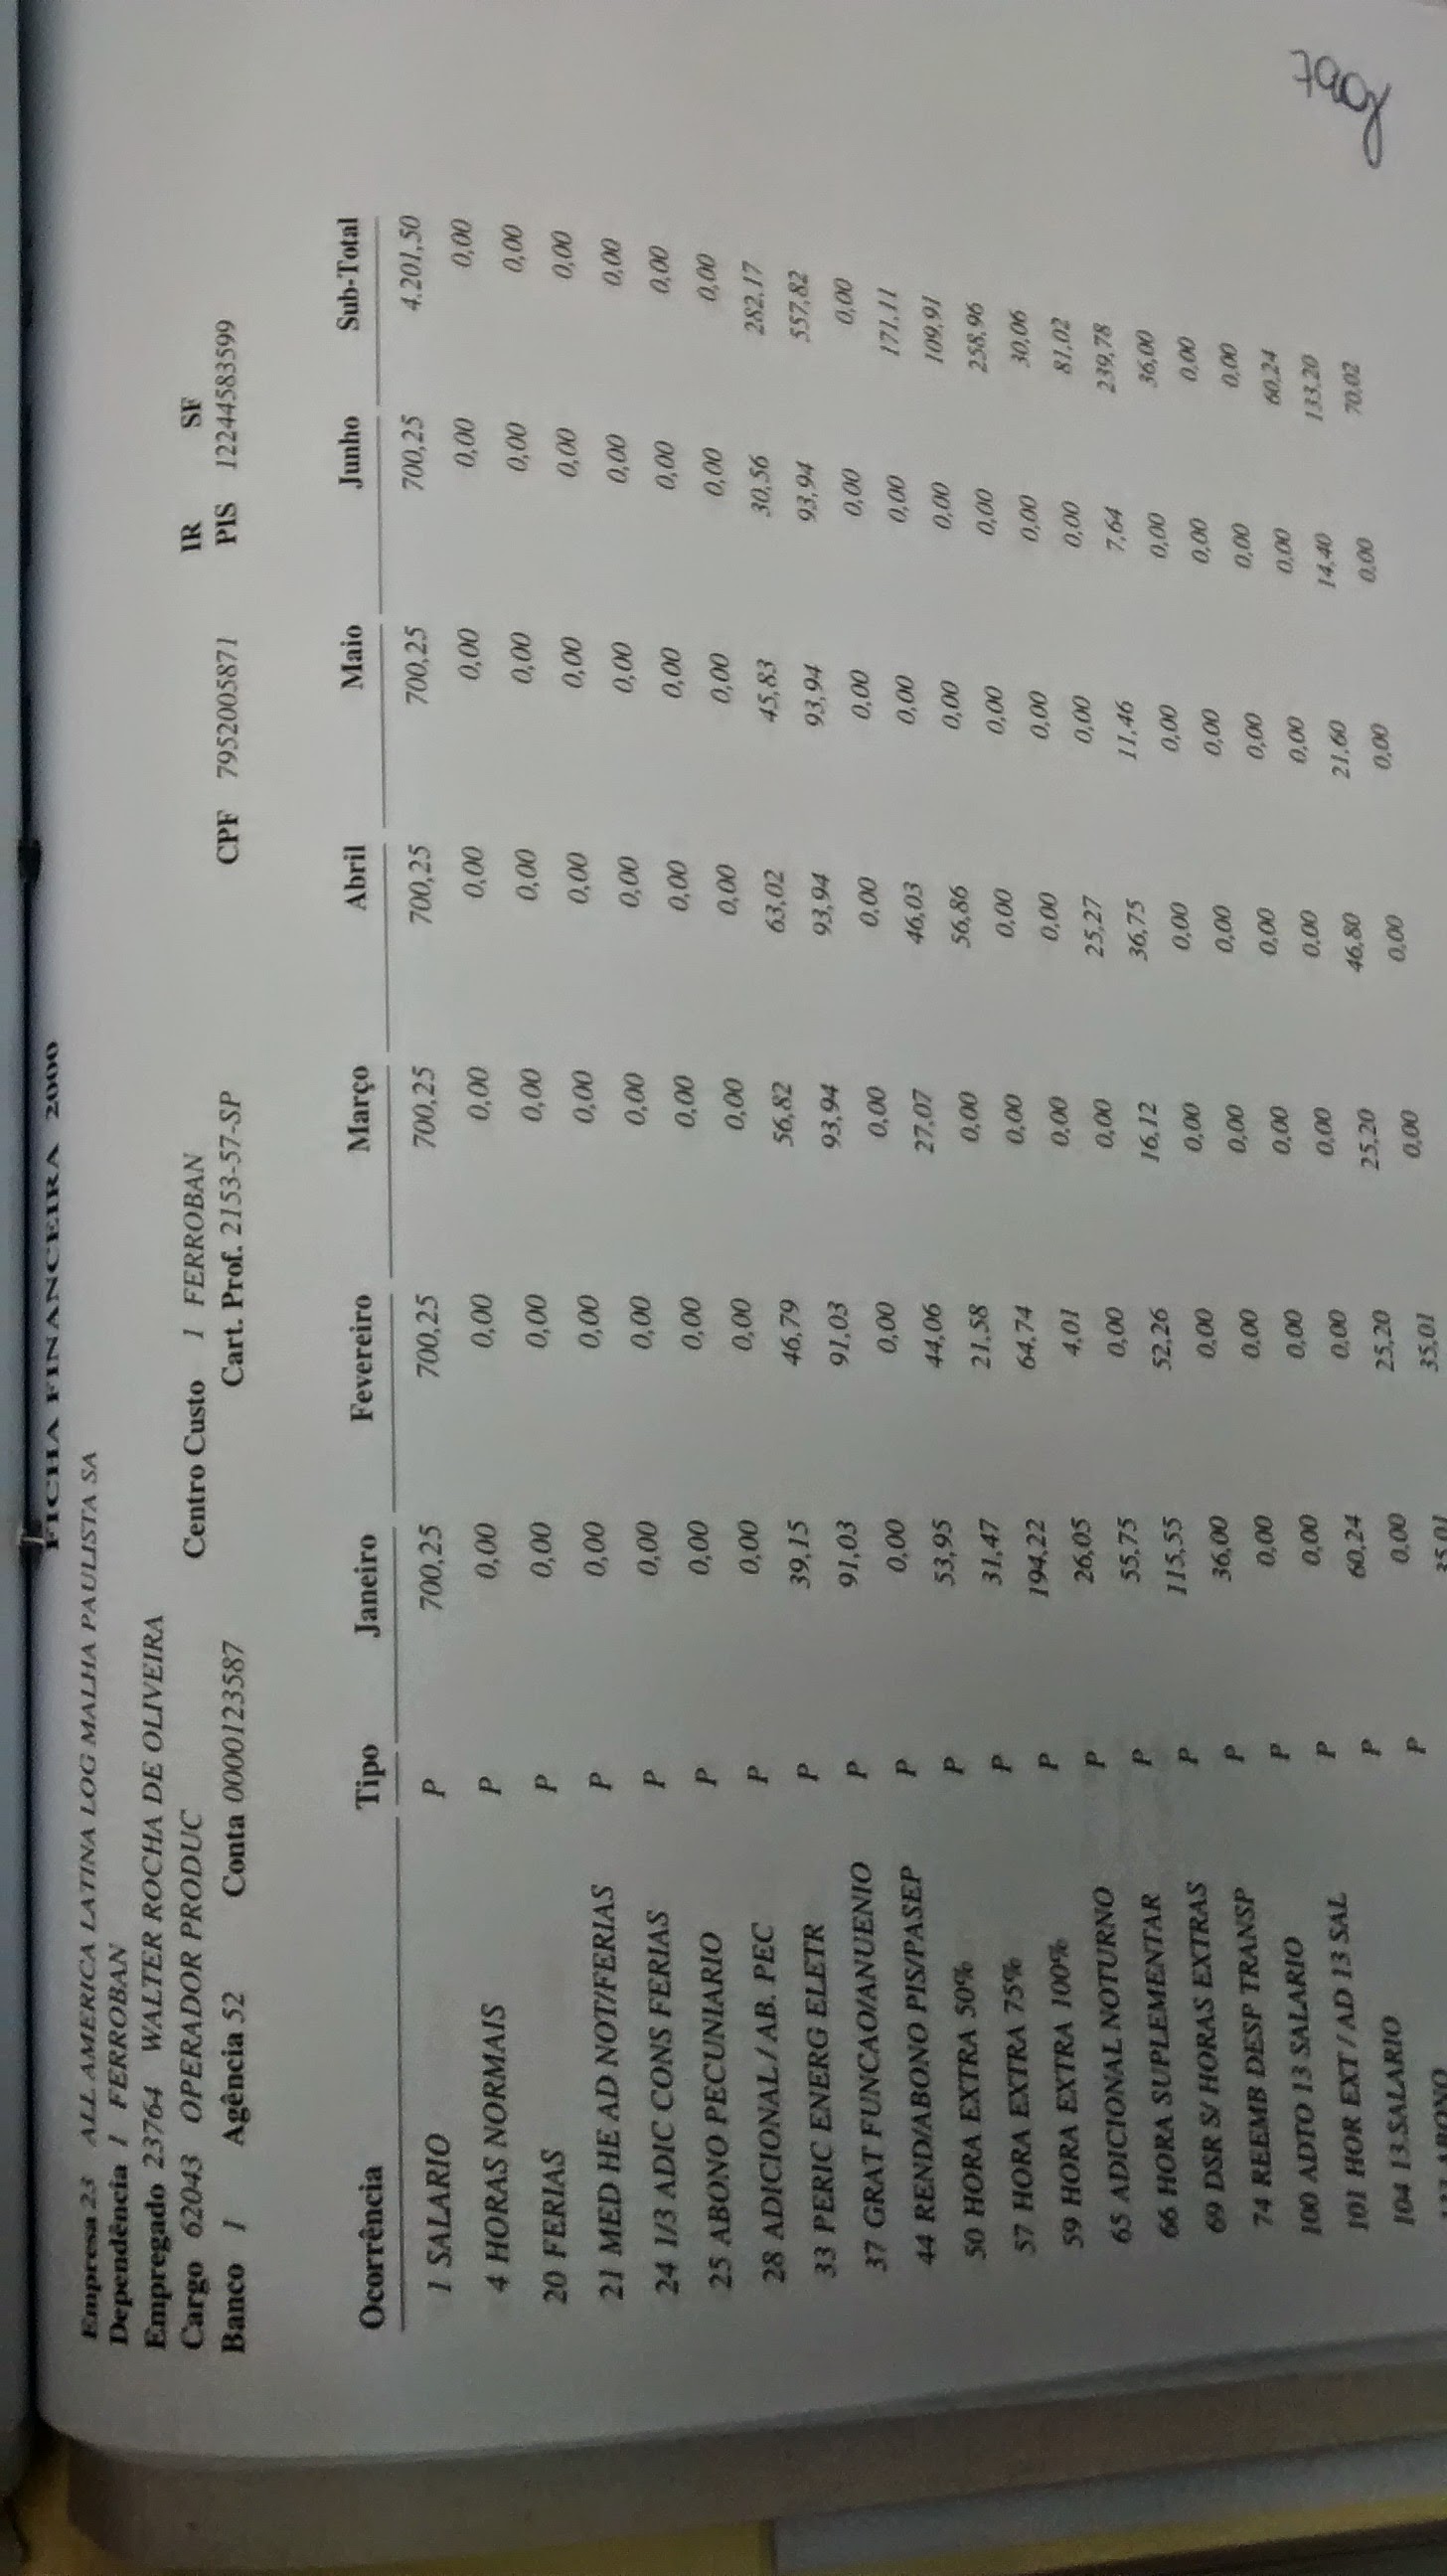 FICHA FINANCEIRA 2000
Empresa 23 ALL AMERICA LATINA LOG MALHA PAULISTA SA
Dependência 1 FERROBAN
Empregado 23764 WALTER ROCHA DE OLIVEIRA
Cargo 62043 OPERADOR PRODUC Centro Custo 1 FERROBAN IR SF
Banco 1 Agência 52 Conta 0000123587 Cart. Prof. 2153-57-SP CPF 7952005871 PIS 12244583599
Ocorrência Tipo Janeiro Fevereiro Março Abril Maio Junho Sub-Total
1 SALARIO P 700,25 700,25 700,25 700,25 700,25 700,25 4.201,50
4 HORAS NORMAIS P 0,00 0,00 0,00 0,00 0,00 0,00 0,00
20 FERIAS P 0,00 0,00 0,00 0,00 0,00 0,00 0,00
21 MED HE AD NOT/FERIAS P 0,00 0,00 0,00 0,00 0,00 0,00 0,00
24 1/3 ADIC CONS FERIAS P 0,00 0,00 0,00 0,00 0,00 0,00 0,00
25 ABONO PECUNIARIO P 0,00 0,00 0,00 0,00 0,00 0,00 0,00
28 ADICIONAL / AB. PEC P 0,00 0,00 0,00 0,00 0,00 0,00 0,00
33 PERIC ENERG ELETR P 39,15 46,79 56,82 63,02 45,83 30,56 282,17
37 GRAT FUNCAO/ANUENIO P 91,03 91,03 93,94 93,94 93,94 93,94 557,82
44 REND/ABONO PIS/PASEP P 0,00 0,00 0,00 0,00 0,00 0,00 0,00
50 HORA EXTRA 50% P 53,95 44,06 27,07 46,03 0,00 0,00 171,11
57 HORA EXTRA 75% P 31,47 21,58 0,00 56,86 0,00 0,00 109,91
59 HORA EXTRA 100% P 194,22 64,74 0,00 0,00 0,00 0,00 258,96
65 ADICIONAL NOTURNO P 26,05 4,01 0,00 0,00 0,00 0,00 30,06
66 HORA SUPLEMENTAR P 55,75 0,00 0,00 25,27 0,00 0,00 81,02
69 DSR S/ HORAS EXTRAS P 115,55 52,26 16,12 36,75 11,46 7,64 239,78
74 REEMB DESP TRANSP P 36,00 0,00 0,00 0,00 0,00 0,00 36,00
100 ADTO 13 SALARIO P 0,00 0,00 0,00 0,00 0,00 0,00 0,00
101 HOR EXT / AD 13 SAL P 0,00 0,00 0,00 0,00 0,00 0,00 0,00
104 13.SALARIO P 60,24 0,00 0,00 0,00 0,00 0,00 60,24
ABONO P 0,00 25,20 25,20 46,80 21,60 14,40 133,20
35,01 35,01 0,00 0,00 0,00 0,00 70,02